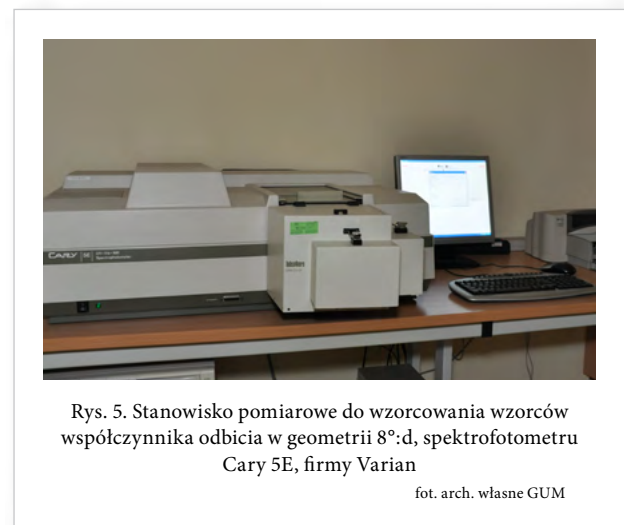 CARY 5E
Rys. 5. Stanowisko pomiarowe do wzorcowania wzorców
współczynnika odbicia w geometrii 8°:d, spektrofotometru
Cary 5E, firmy Varian
fot. arch. własne GUM